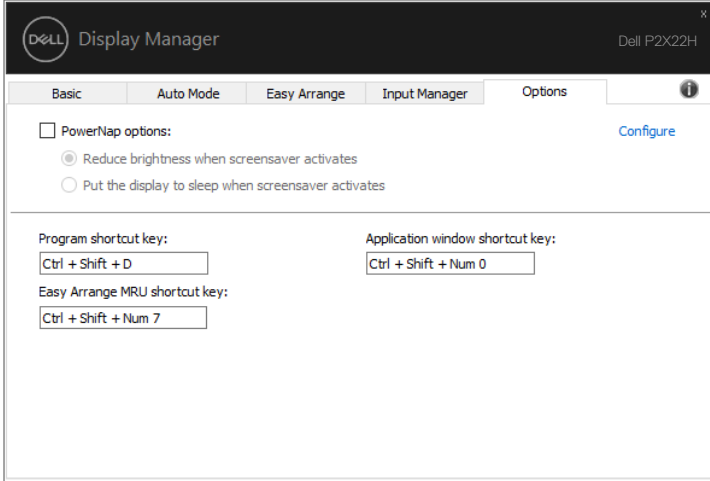 x
DELL Display Manager
Dell P2X22H
Basic Auto Mode Easy Arrange Input Manager Options i
PowerNap options: Configure
Reduce brightness when screensaver activates
Put the display to sleep when screensaver activates
Program shortcut key: Application window shortcut key:
Ctrl + Shift + D Ctrl + Shift + Num 0
Easy Arrange MRU shortcut key:
Ctrl + Shift + Num 7